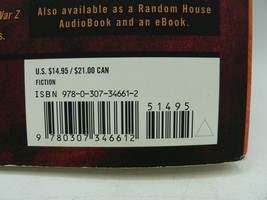 Also available as a Random House
AudioBook and an eBook.
War Z
s.
U.S. $14.95 / $21.00 CAN
FICTION
ISBN 978-0-307-34661-2
51495
9 780307 346612